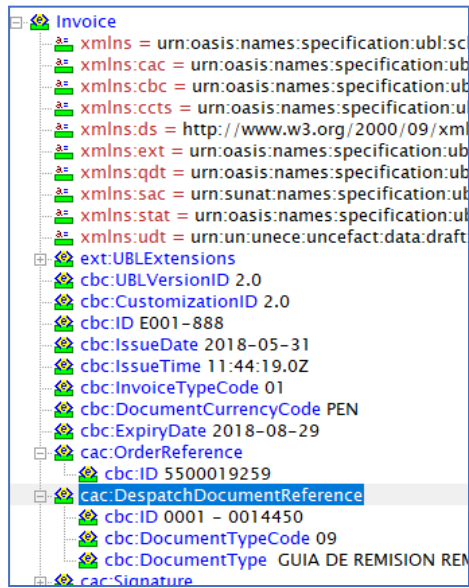 Invoice
xmlns = urn:oasis:names:specification:ubl:sc
xmlns:cac = urn:oasis:names:specification:ub
xmlns:cbc = urn:oasis:names:specification:ub
xmlns:ccts = urn:oasis:names:specification:u
xmlns:ds = http://www.w3.org/2000/09/xml
xmlns:ext = urn:oasis:names:specification:ub
xmlns:qdt = urn:oasis:names:specification:ub
xmlns:sac = urn:sunat:names:specification:ub
xmlns:stat = urn:oasis:names:specification:u
xmlns:udt = urn:un:unece:uncefact:data:draft
ext:UBLExtensions
cbc:UBLVersionID 2.0
cbc:CustomizationID 2.0
cbc:ID E001-888
cbc:IssueDate 2018-05-31
cbc:IssueTime 11:44:19.0Z
cbc:InvoiceTypeCode 01
cbc:DocumentCurrencyCode PEN
cbc:ExpiryDate 2018-08-29
cac:OrderReference
cbc:ID 5500019259
cac:DespatchDocumentReference
cbc:ID 0001 - 0014450
cbc:DocumentTypeCode 09
cbc:DocumentType GUIA DE REMISION REM
cac:Signature